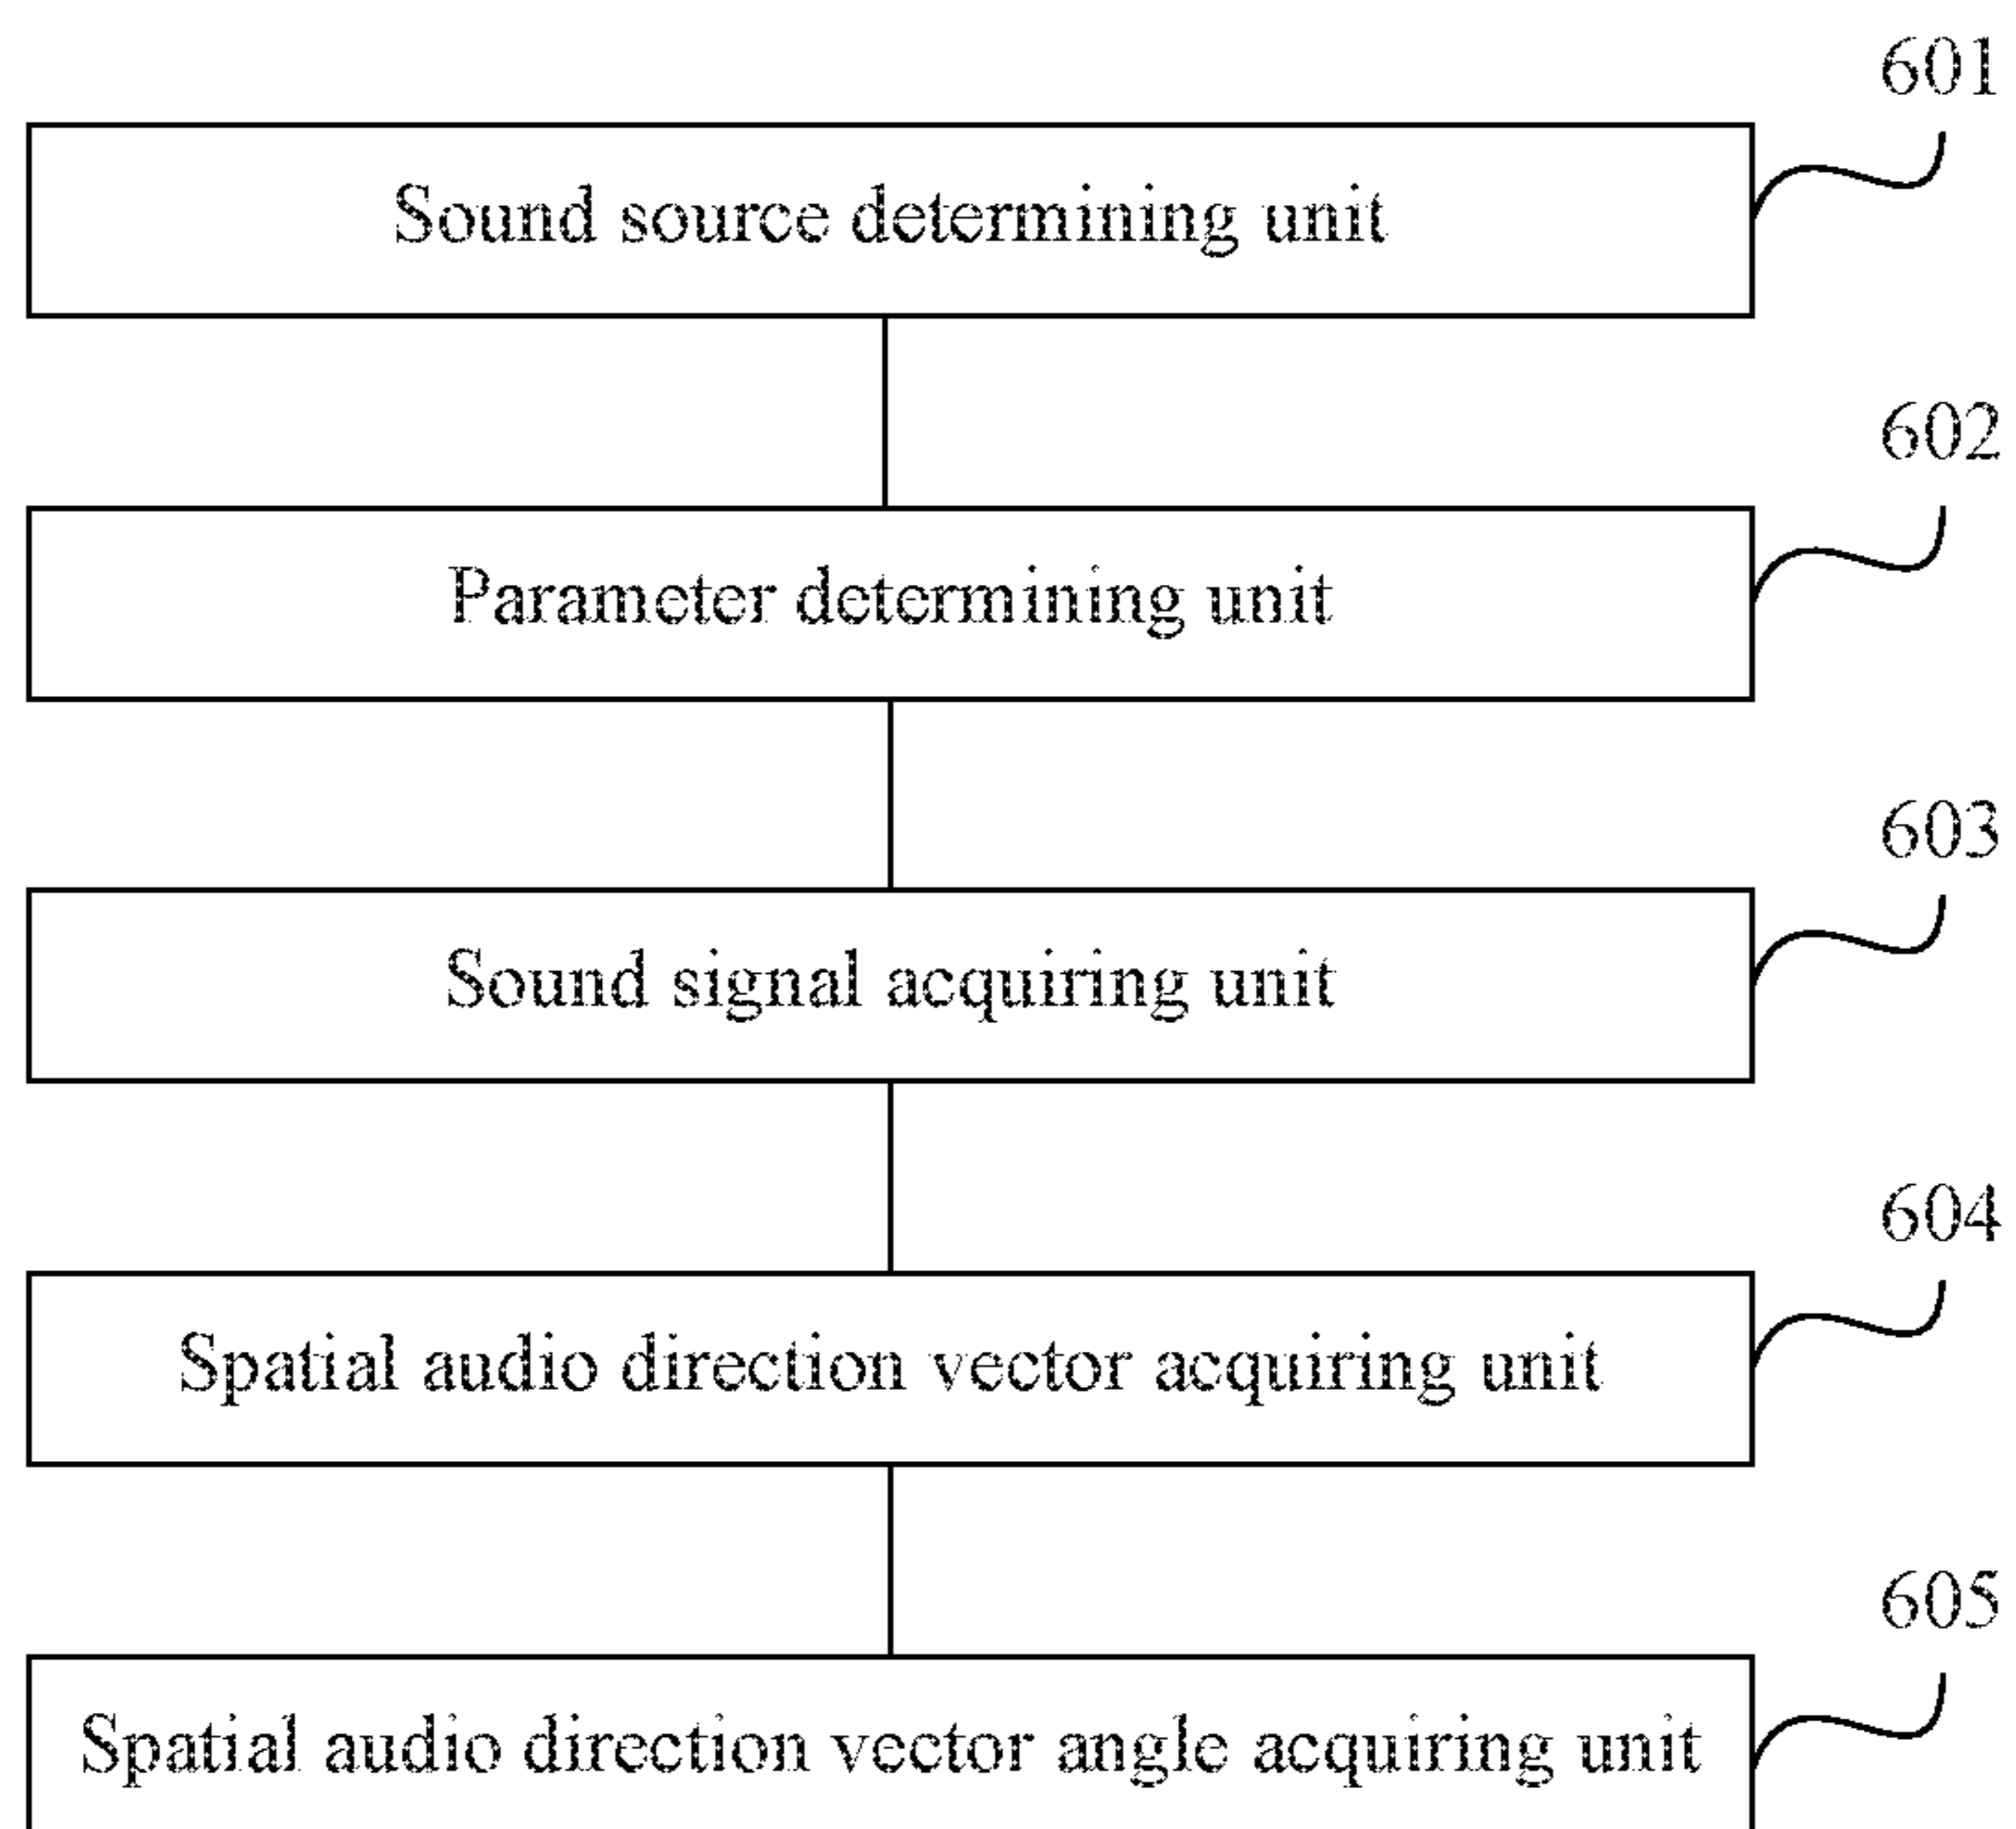 601
Sound source determining unit
602
Parameter determining unit
603
Sound signal acquiring unit
604
Spatial audio direction vector acquiring unit
605
Spatial audio direction vector angle acquiring unit